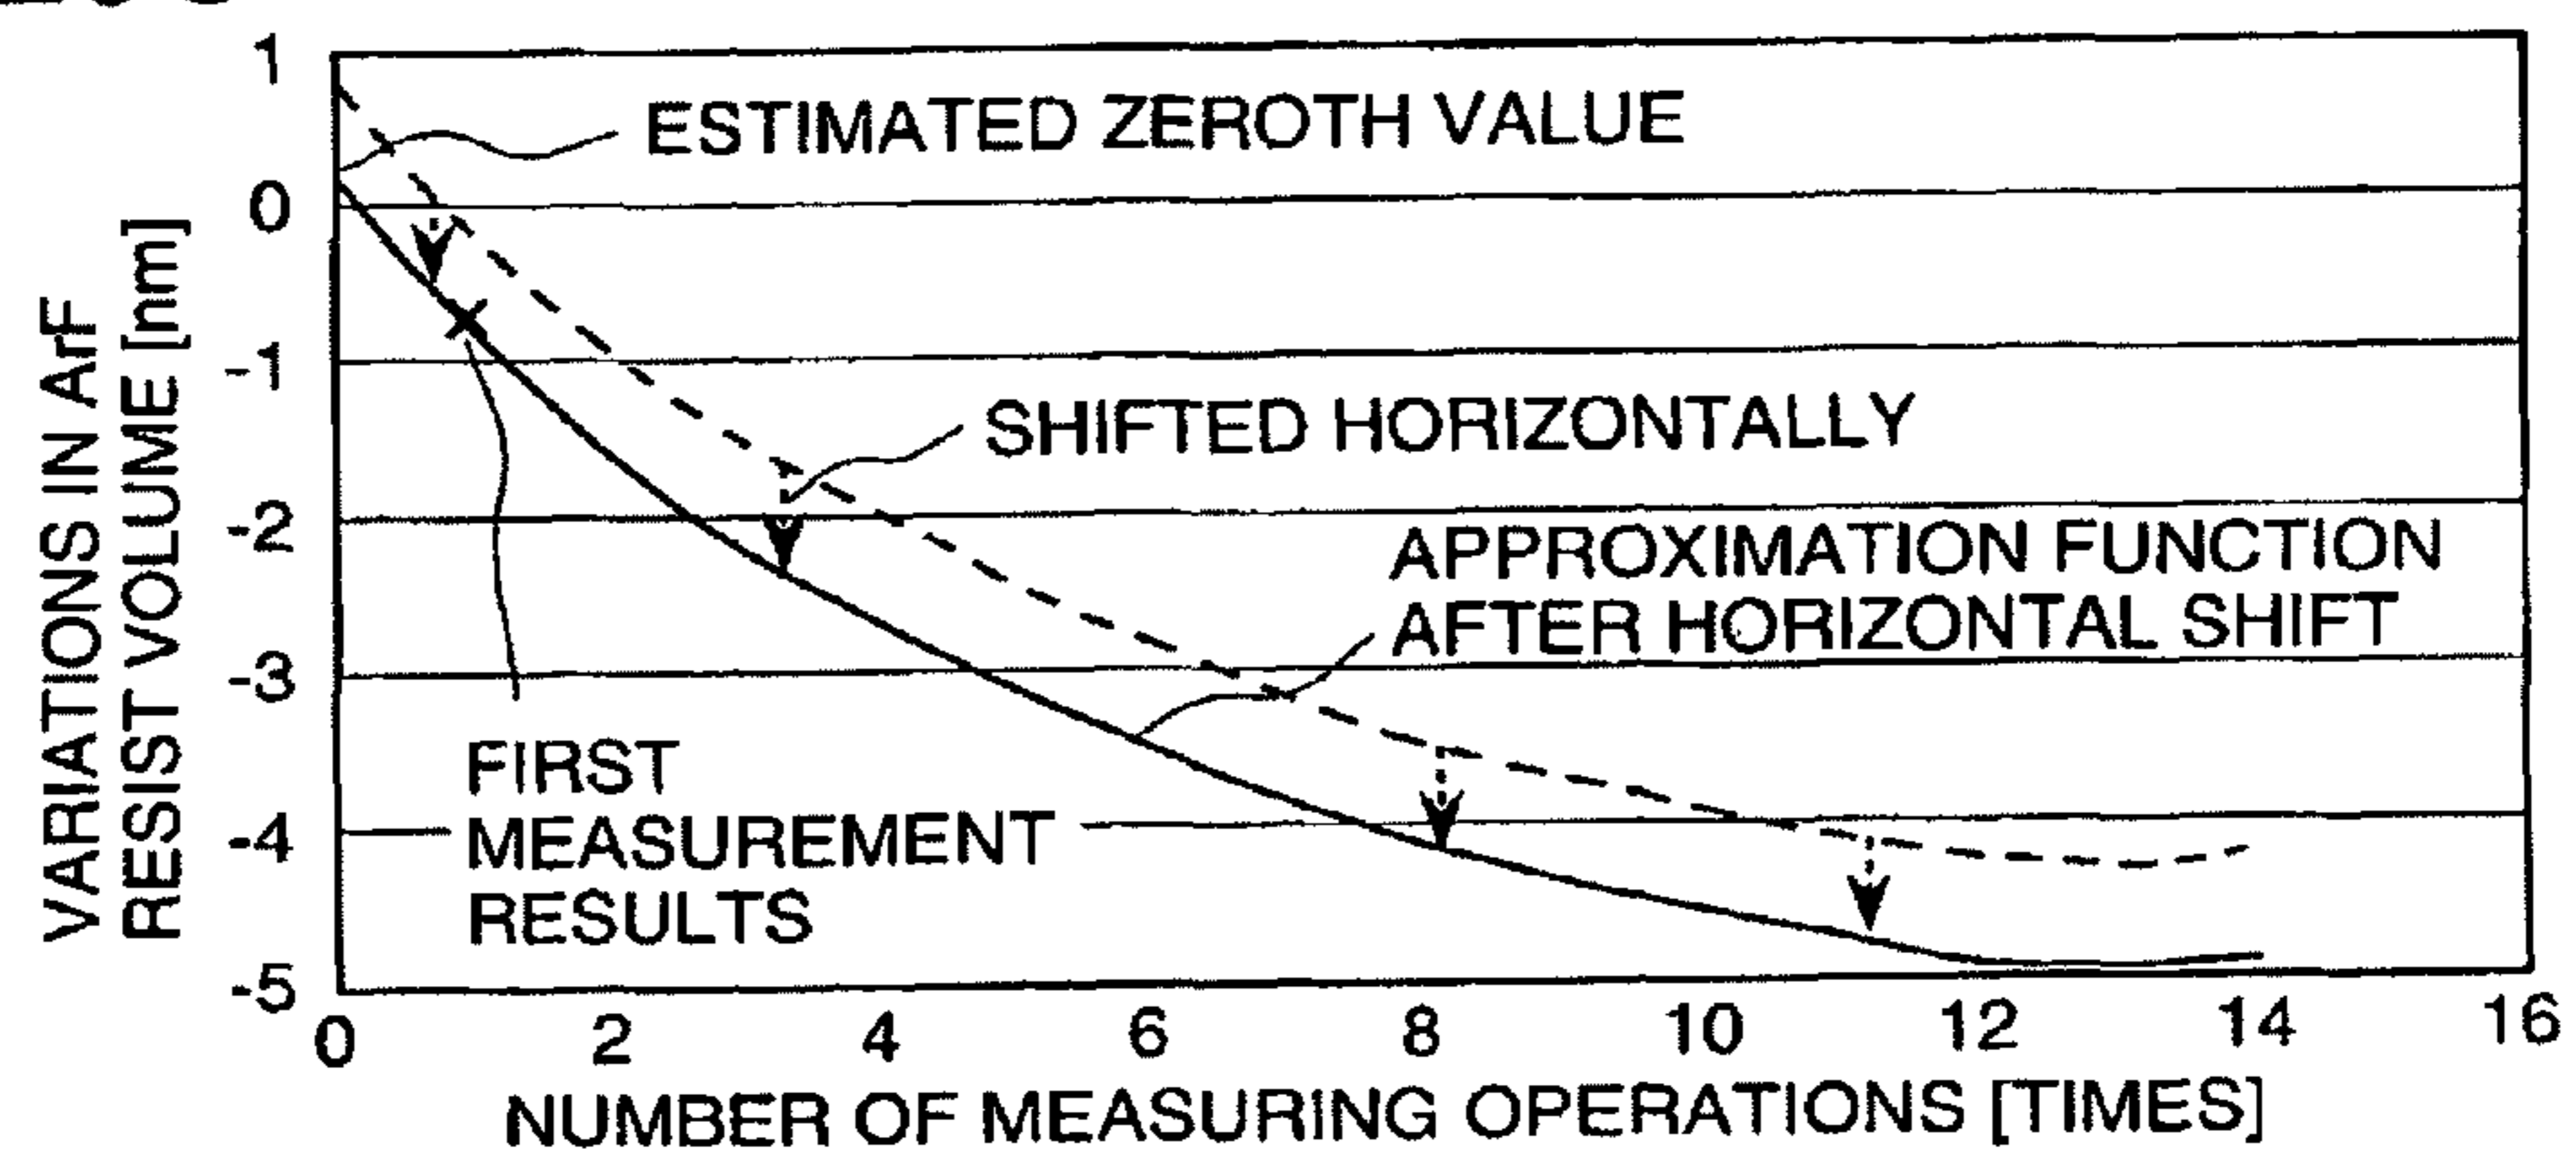 1
ESTIMATED ZEROTH VALUE
0
-1
SHIFTED HORIZONTALLY
-2
APPROXIMATION FUNCTION
AFTER HORIZONTAL SHIFT
-3
FIRST
MEASUREMENT
RESULTS
-4
-5
0 2 4 6 8 10 12 14 16
NUMBER OF MEASURING OPERATIONS [TIMES]
VARIATIONS IN ArF
RESIST VOLUME [nm]